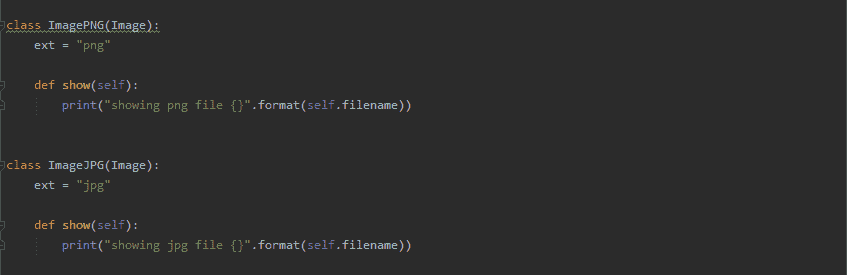 class ImagePNG(Image):
    ext = "png"
    def show(self):
        print("showing png file {}".format(self.filename))
class ImageJPG(Image):
    ext = "jpg"
    def show(self):
        print("showing jpg file {}".format(self.filename))